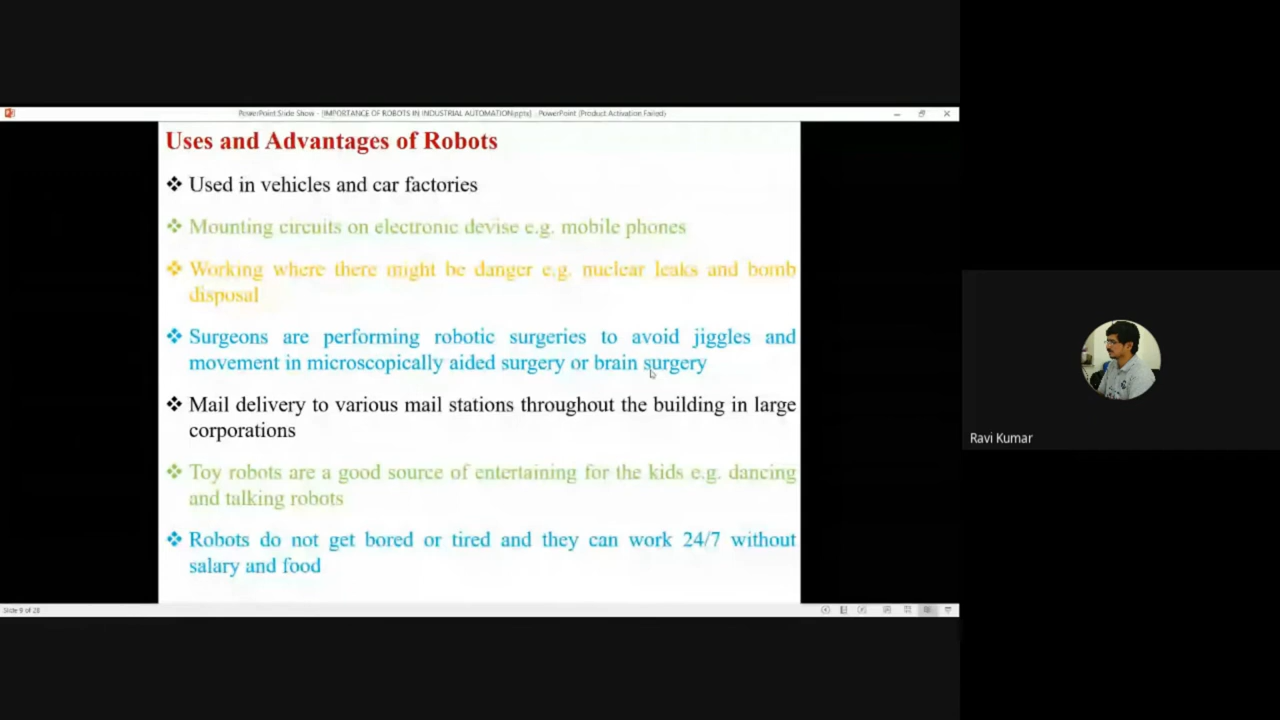 PowerPoint Slide Show - [IMPORTANCE OF ROBOTS IN INDUSTRIAL AUTOMATION.pptx] - PowerPoint (Product Activation Failed)
Uses and Advantages of Robots
❖ Used in vehicles and car factories
❖ Mounting circuits on electronic devise e.g. mobile phones
❖ Working where there might be danger e.g. nuclear leaks and bomb
disposal
❖ Surgeons are performing robotic surgeries to avoid jiggles and
movement in microscopically aided surgery or brain surgery
❖ Mail delivery to various mail stations throughout the building in large
corporations
❖ Toy robots are a good source of entertaining for the kids e.g. dancing
and talking robots
❖ Robots do not get bored or tired and they can work 24/7 without
salary and food
Slide 9 of 28
Ravi Kumar